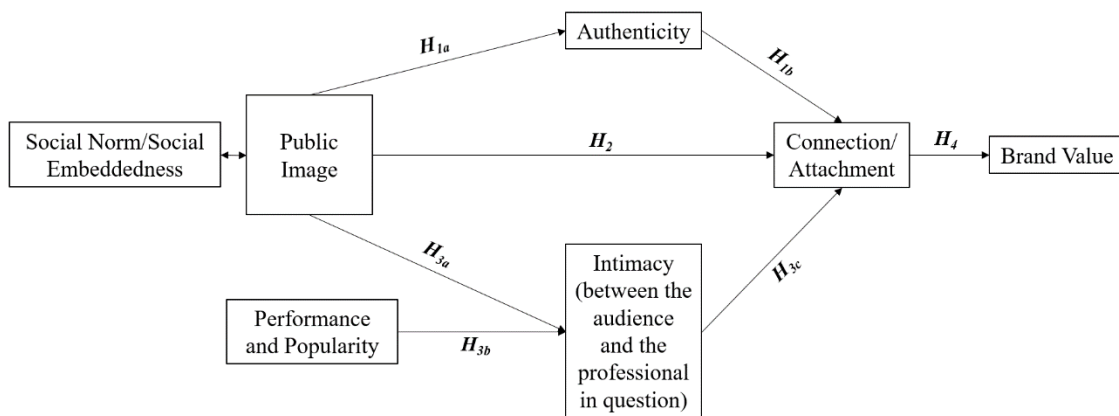 Authenticity
H1a
H1b
Social Norm/Social
Embeddedness
Public
Image
H2
Connection/
Attachment
H4
Brand Value
H3a
Intimacy
(between the
audience
and the
professional
in question)
H3c
Performance
and Popularity
H3b